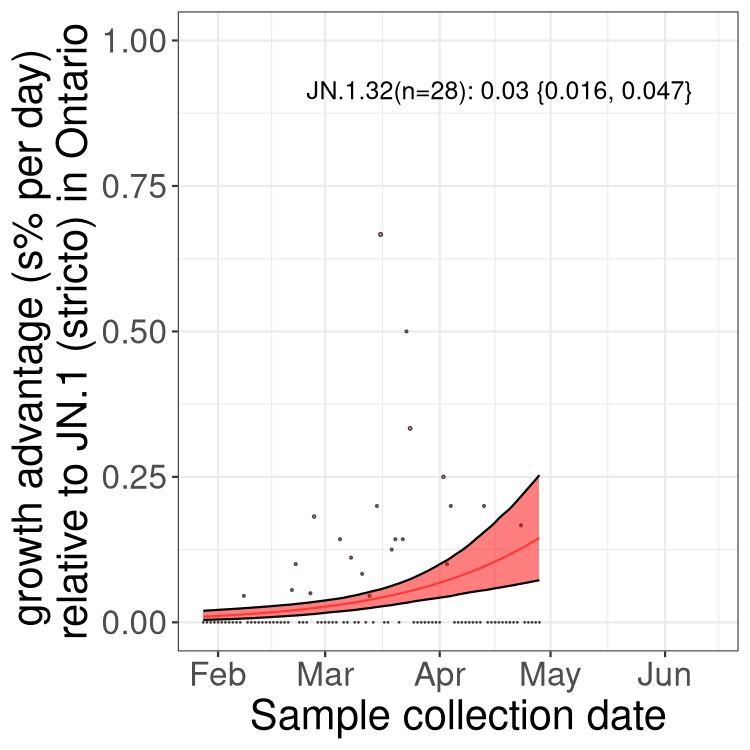 growth advantage (s% per day)
relative to JN.1 (stricto) in Ontario
1.00
0.75
0.50
0.25
0.00
JN.1.32(n=28): 0.03 {0.016, 0.047}
Feb Mar Apr May Jun
Sample collection date